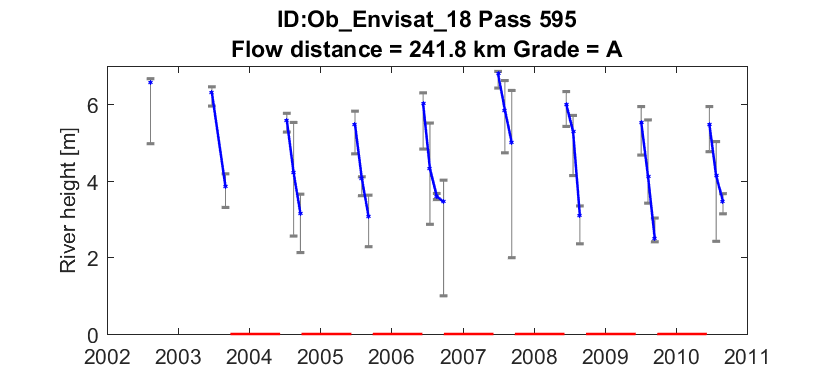 ID:Ob_Envisat_18 Pass 595
Flow distance = 241.8 km Grade = A
River height [m]
6
4
2
0
2002 2003 2004 2005 2006 2007 2008 2009 2010 2011